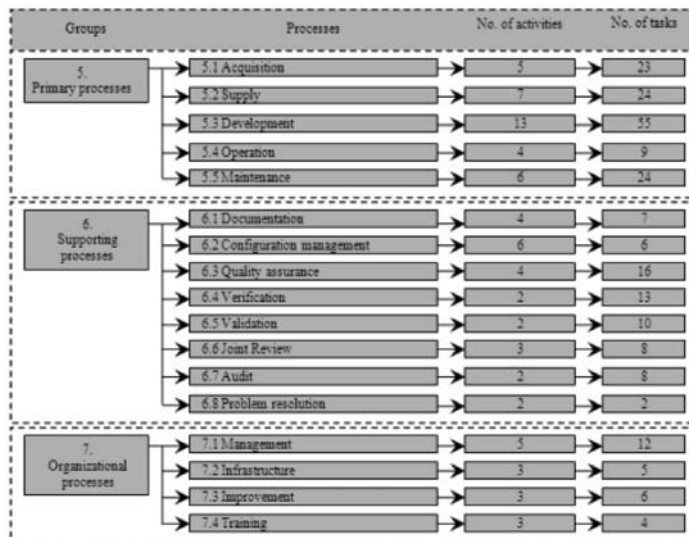 Groups Processes No. of activities No. of tasks
5.
Primary processes
5.1 Acquisition 5 23
5.2 Supply 7 24
5.3 Development 13 55
5.4 Operation 4 9
5.5 Maintenance 6 24
6.
Supporting
processes
6.1 Documentation 4 7
6.2 Configuration management 6 6
6.3 Quality assurance 4 16
6.4 Verification 2 13
6.5 Validation 2 10
6.6 Joint Review 3 8
6.7 Audit 2 8
6.8 Problem resolution 2 2
7.
Organizational
processes
7.1 Management 5 12
7.2 Infrastructure 3 5
7.3 Improvement 3 6
7.4 Training 3 4